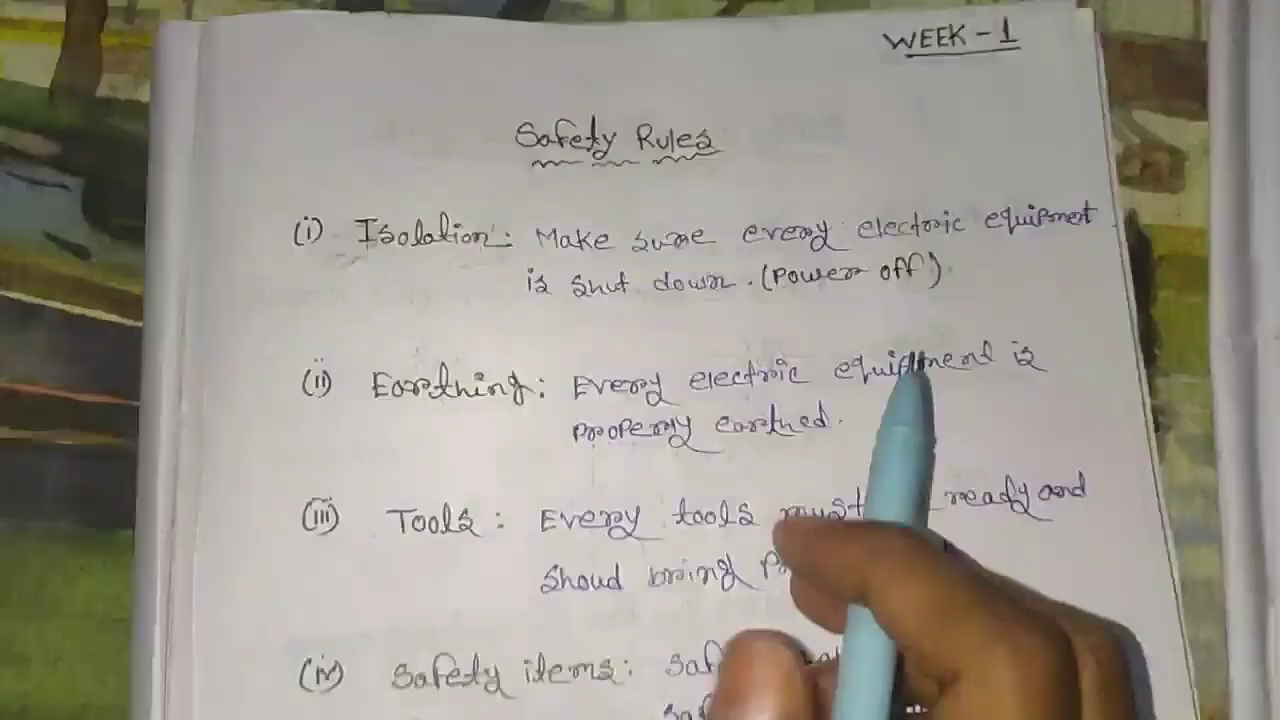 WEEK - 1
Safety Rules
(i) Isolation: Make sure every electric equipment
is shut down. (Power off).
(ii) Earthing: Every electric equipment is
properly earthed.
(iii) Tools: Every tools must ready and
Shoud bring
(iv) Safety items: